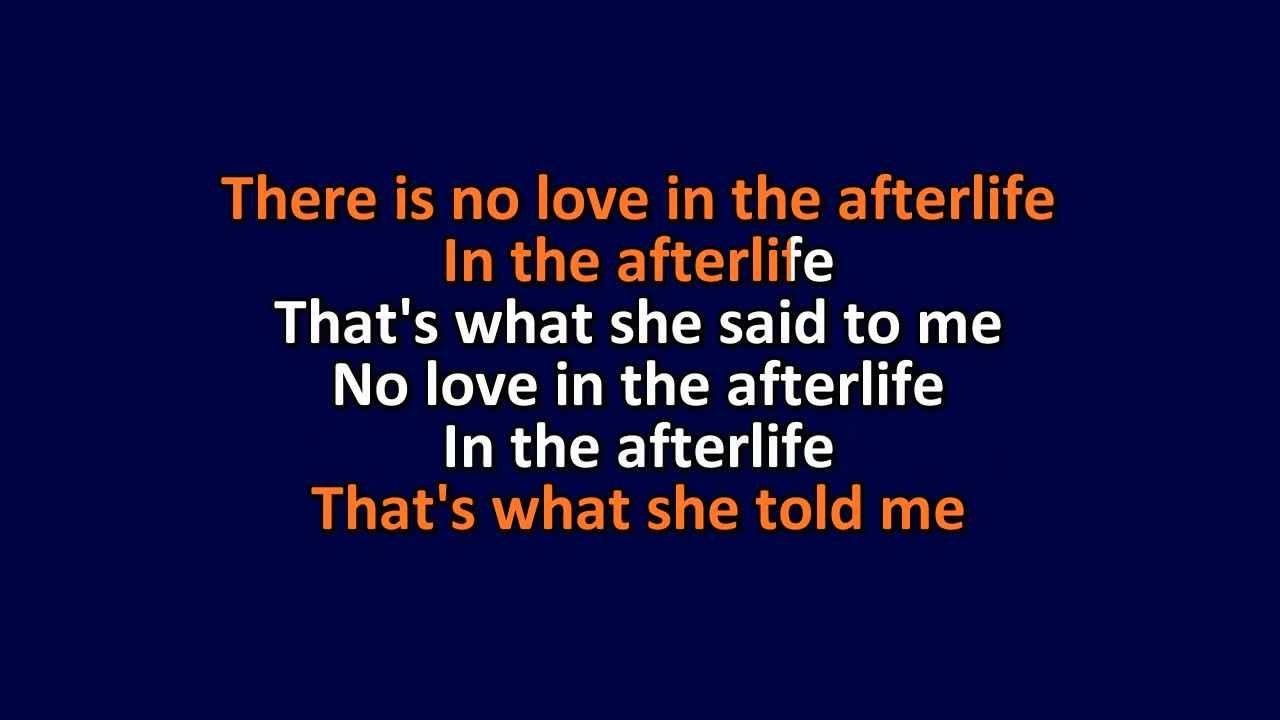 There is no love in the afterlife
In the afterlife
That's what she said to me
No love in the afterlife
In the afterlife
That's what she told me